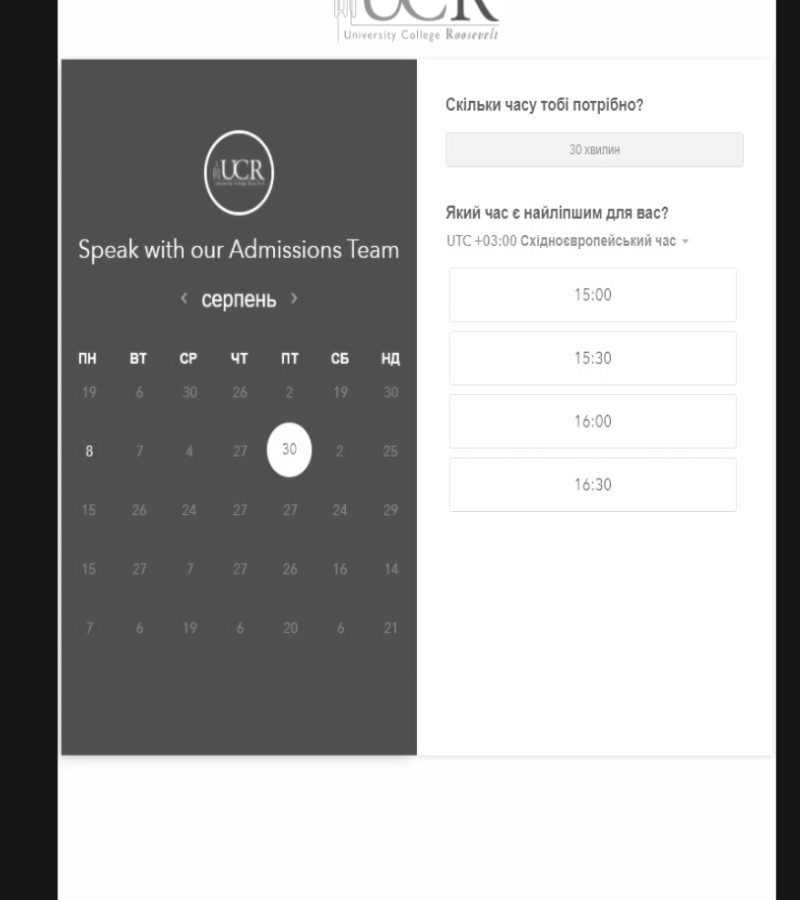 UCR
University College Roosevelt
UCR
Speak with our Admissions Team
серпень
ПН ВТ СР ЧТ ПТ СБ НД
19 6 30 26 2 19 30
8 7 4 27 30 2 25
15 26 24 27 27 24 29
15 27 7 27 26 16 14
7 6 19 6 20 6 21
Скільки часу тобі потрібно?
30 хвилин
Який час є найліпшим для вас?
UTC +03:00 Східноєвропейський час
15:00
15:30
16:00
16:30